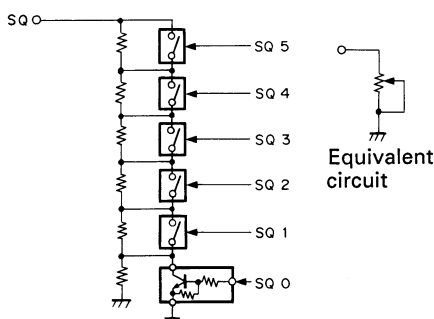 SQ
SQ 5
SQ 4
SQ 3
SQ 2
SQ 1
SQ 0
Equivalent
circuit